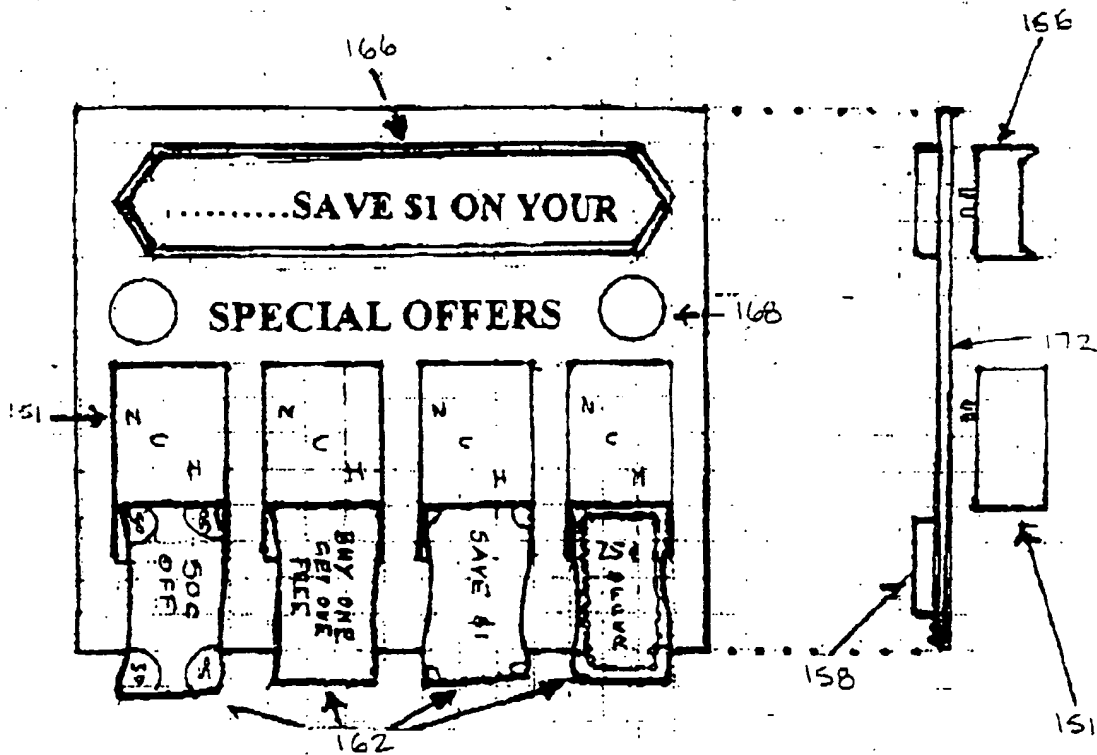 166
155
..........SAVE $1 ON YOUR
SPECIAL OFFERS
168
172
151
N C H
N C H
N C H
N C H
50¢
OFF
BUY ONE
GET ONE
FREE
SAVE $1
158
151
162